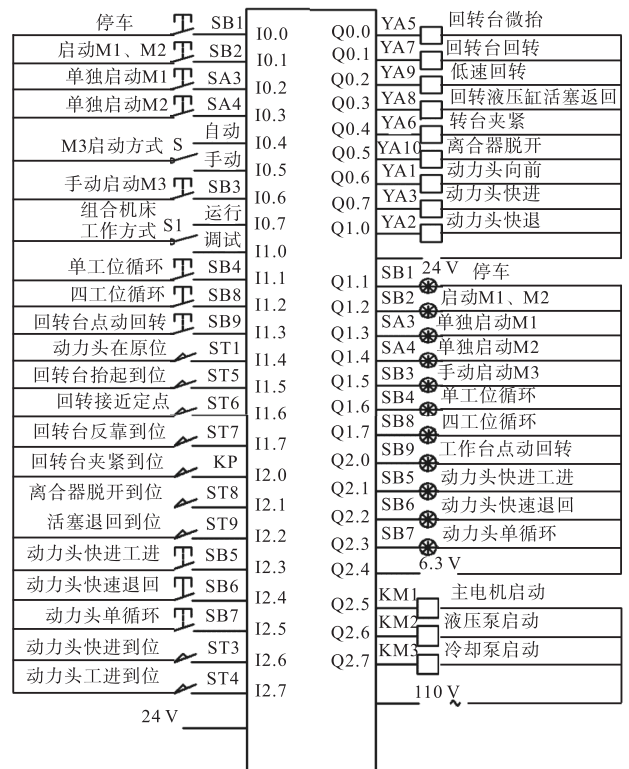 停车 SB1 I0.0
启动M1、M2 SB2 I0.1
单独启动M1 SA3 I0.2
单独启动M2 SA4 I0.3
M3启动方式 S 自动 I0.4
手动 I0.5
手动启动M3 SB3 I0.6
组合机床工作方式 S1 运行 I0.7
调试 I1.0
单工位循环 SB4 I1.1
四工位循环 SB8 I1.2
回转台点动回转 SB9 I1.3
动力头在原位 ST1 I1.4
回转台抬起到位 ST5 I1.5
回转接近定点 ST6 I1.6
回转台反靠到位 ST7 I1.7
回转台夹紧到位 KP I2.0
离合器脱开到位 ST8 I2.1
活塞退回到位 ST9 I2.2
动力头快进工进 SB5 I2.3
动力头快速退回 SB6 I2.4
动力头单循环 SB7 I2.5
动力头快进到位 ST3 I2.6
动力头工进到位 ST4 I2.7
24 V
Q0.0 YA5 回转台微抬
Q0.1 YA7 回转台回转
Q0.2 YA9 低速回转
Q0.3 YA8 回转液压缸活塞返回
Q0.4 YA6 转台夹紧
Q0.5 YA10 离合器脱开
Q0.6 YA1 动力头向前
Q0.7 YA3 动力头快进
Q1.0 YA2 动力头快退
24 V
Q1.1 SB1 停车
Q1.2 SB2 启动M1、M2
Q1.3 SA3 单独启动M1
Q1.4 SA4 单独启动M2
Q1.5 SB3 手动启动M3
Q1.6 SB4 单工位循环
Q1.7 SB8 四工位循环
Q2.0 SB9 工作台点动回转
Q2.1 SB5 动力头快进工进
Q2.2 SB6 动力头快速退回
Q2.3 SB7 动力头单循环
Q2.4 6.3 V
Q2.5 KM1 主电机启动
Q2.6 KM2 液压泵启动
Q2.7 KM3 冷却泵启动
110 V ~